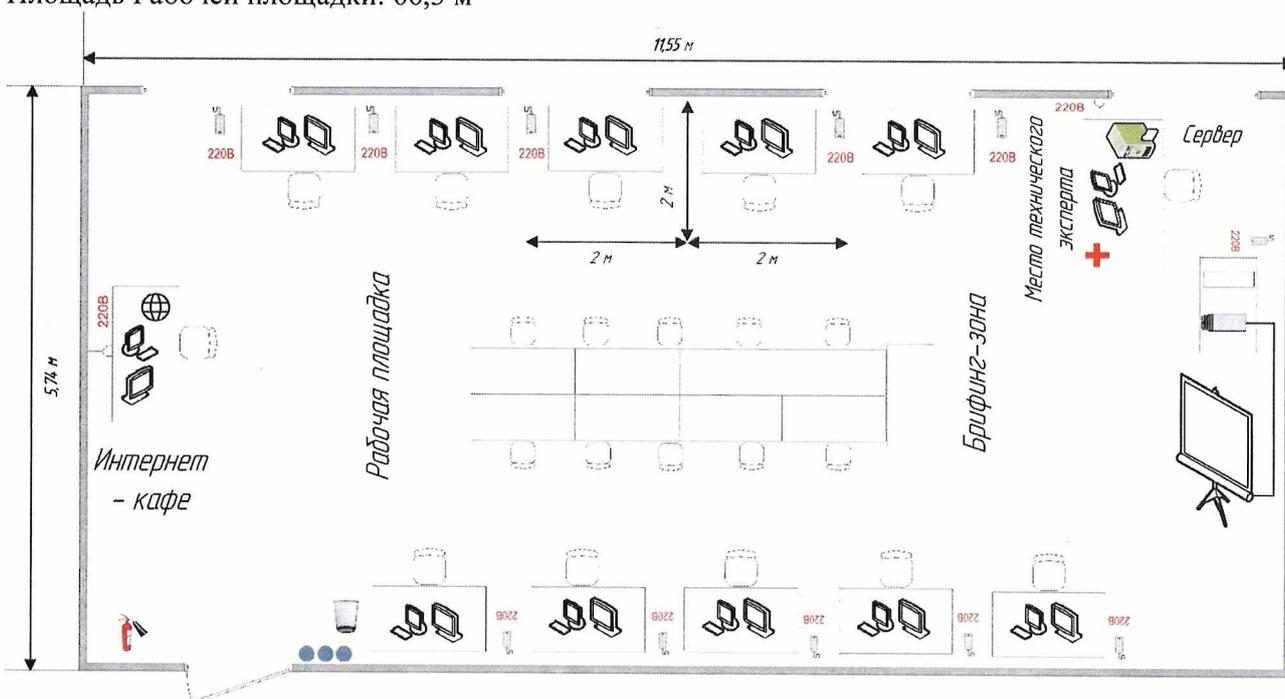 Площадь Рабочей площадки: 66,3 м²
11,55 м
220В
220В
220В
220В
220В
220В
Сервер
Место технического
эксперта
2 м
2 м
2 м
220В
5,74 м
220В
Рабочая площадка
Брифинг-зона
Интернет
- кафе
220В
220В
220В
220В
220В